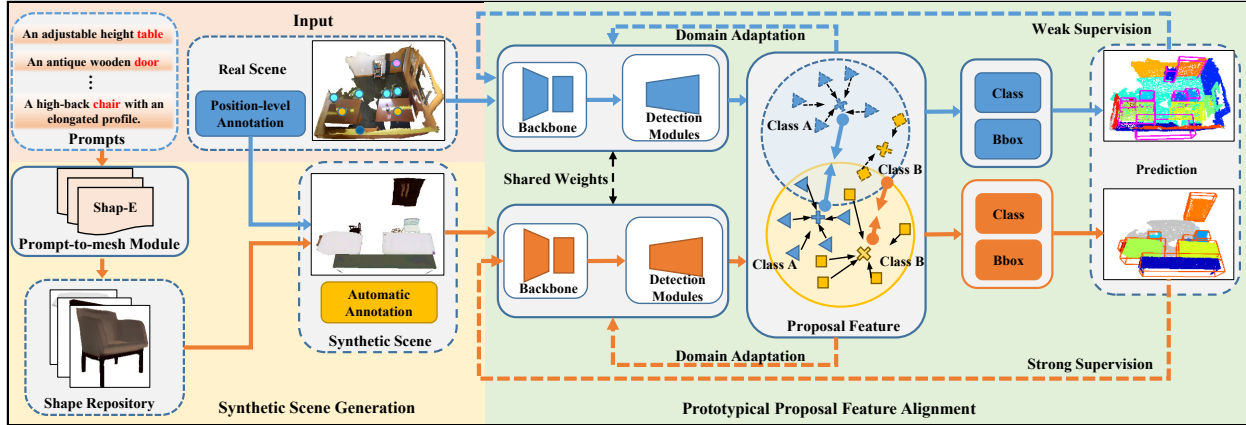 Input
An adjustable height table
An antique wooden door
⋮
A high-back chair with an
elongated profile.
Prompts
Real Scene
Position-level
Annotation
Shap-E
Prompt-to-mesh Module
Shape Repository
Automatic
Annotation
Synthetic Scene
Synthetic Scene Generation
Domain Adaptation
Weak Supervision
Backbone
Detection
Modules
Shared Weights
Backbone
Detection
Modules
Domain Adaptation
Class A
Class B
Class A
Class B
Proposal Feature
Class
Bbox
Class
Bbox
Prediction
Strong Supervision
Prototypical Proposal Feature Alignment